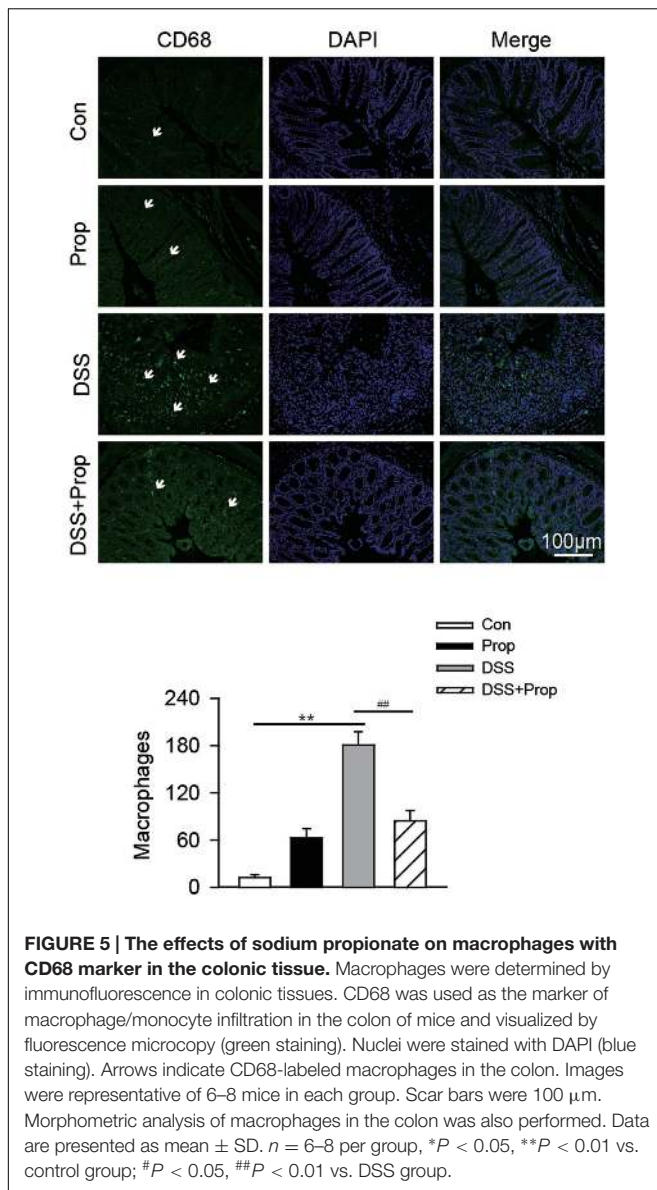 CD68 DAPI Merge
Con
Prop
DSS
DSS+Prop
100μm
Con
Prop
DSS
DSS+Prop
240
180
120
60
0
Macrophages
**
##
FIGURE 5 | The effects of sodium propionate on macrophages with
CD68 marker in the colonic tissue. Macrophages were determined by
immunofluorescence in colonic tissues. CD68 was used as the marker of
macrophage/monocyte infiltration in the colon of mice and visualized by
fluorescence microcopy (green staining). Nuclei were stained with DAPI (blue
staining). Arrows indicate CD68-labeled macrophages in the colon. Images
were representative of 6–8 mice in each group. Scar bars were 100 μm.
Morphometric analysis of macrophages in the colon was also performed. Data
are presented as mean ± SD. n = 6–8 per group, *P < 0.05, **P < 0.01 vs.
control group; #P < 0.05, ##P < 0.01 vs. DSS group.